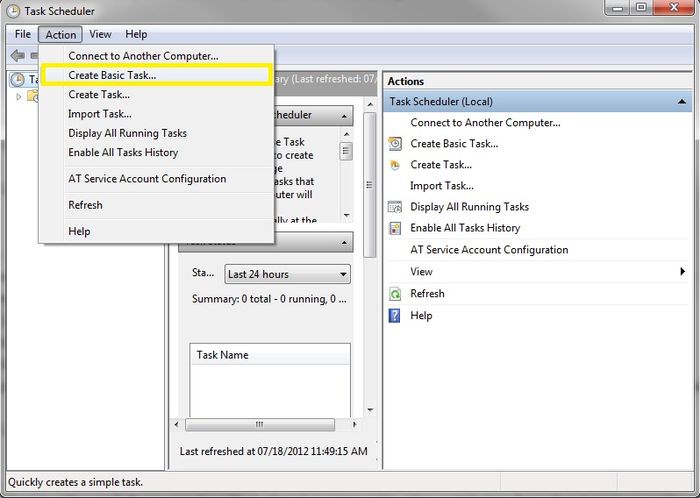 Task Scheduler
File Action View Help
Connect to Another Computer...
Create Basic Task...
Create Task...
Import Task...
Display All Running Tasks
Enable All Tasks History
AT Service Account Configuration
Refresh
Help
(Last refreshed: 07/
cheduler
e Task
to create
ge
asks that
puter will
ally at the
Sta... Last 24 hours
Summary: 0 total - 0 running, 0 ...
Task Name
Last refreshed at 07/18/2012 11:49:15 AM
Actions
Task Scheduler (Local)
Connect to Another Computer...
Create Basic Task...
Create Task...
Import Task...
Display All Running Tasks
Enable All Tasks History
AT Service Account Configuration
View
Refresh
Help
Quickly creates a simple task.